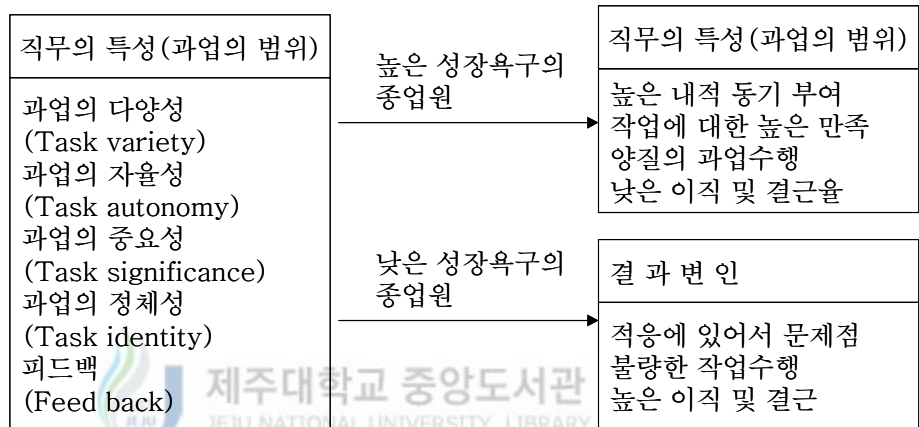 직무의 특성(과업의 범위)
과업의 다양성
(Task variety)
과업의 자율성
(Task autonomy)
과업의 중요성
(Task significance)
과업의 정체성
(Task identity)
피드백
(Feed back)
높은 성장욕구의
종업원
낮은 성장욕구의
종업원
직무의 특성(과업의 범위)
높은 내적 동기 부여
작업에 대한 높은 만족
양질의 과업수행
낮은 이직 및 결근율
결 과 변 인
적응에 있어서 문제점
불량한 작업수행
높은 이직 및 결근
제주대학교 중앙도서관
JEJU NATIONAL UNIVERSITY LIBRARY
JEJU